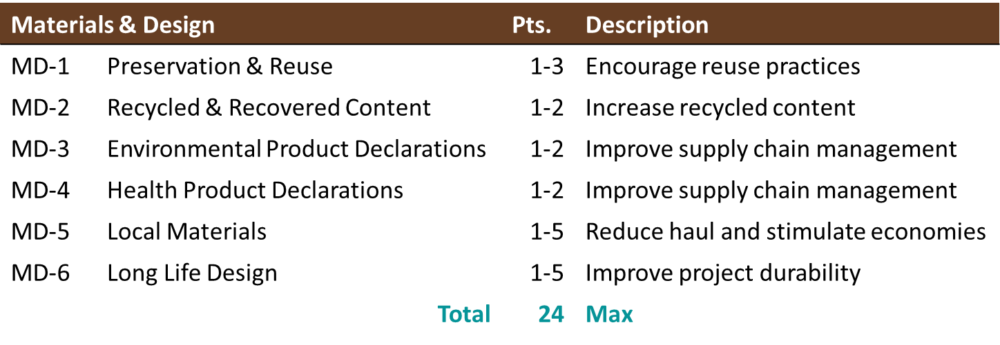 Materials & Design Pts. Description
MD-1 Preservation & Reuse 1-3 Encourage reuse practices
MD-2 Recycled & Recovered Content 1-2 Increase recycled content
MD-3 Environmental Product Declarations 1-2 Improve supply chain management
MD-4 Health Product Declarations 1-2 Improve supply chain management
MD-5 Local Materials 1-5 Reduce haul and stimulate economies
MD-6 Long Life Design 1-5 Improve project durability
Total 24 Max